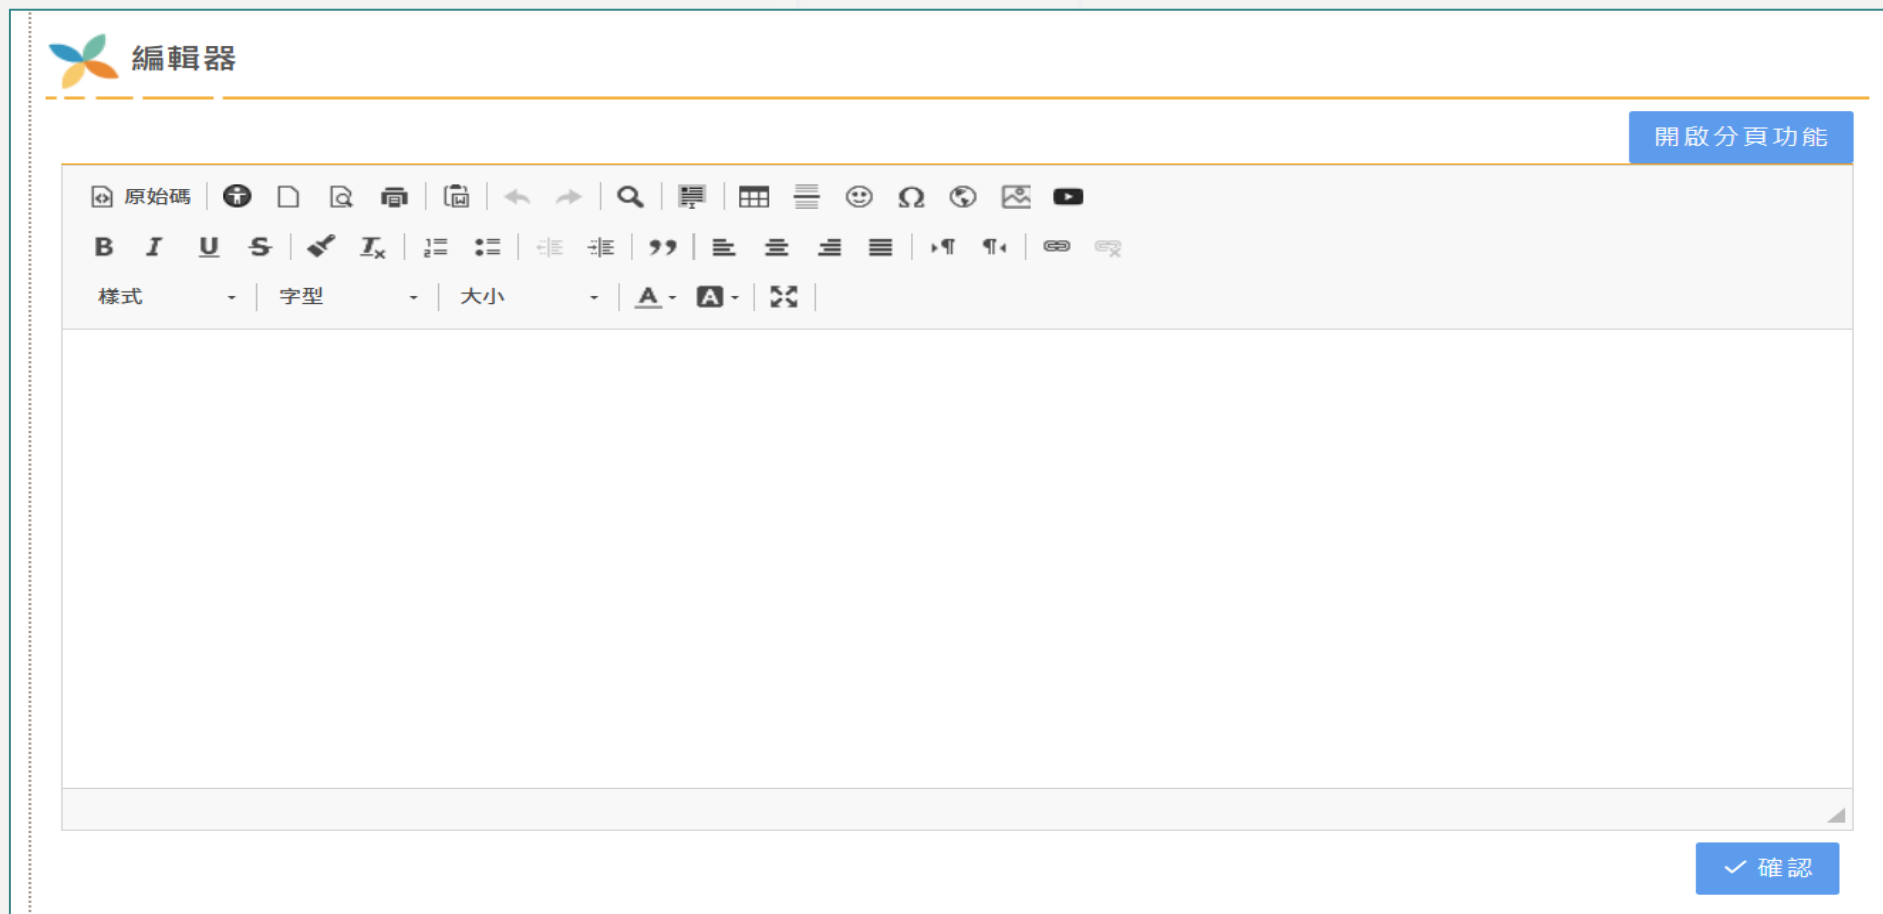 編輯器
開啟分頁功能
原始碼
樣式 字型 大小
確認